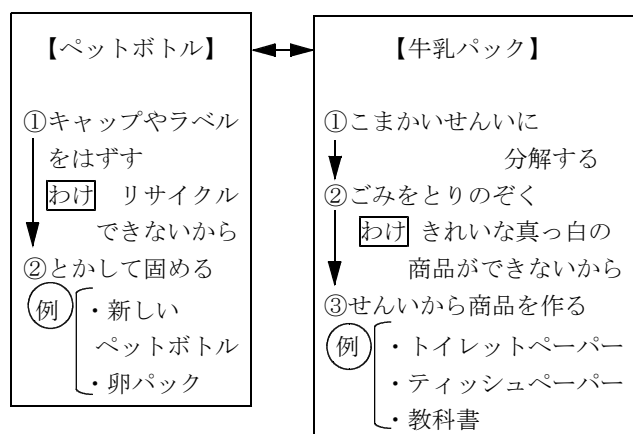 【ペットボトル】
①キャップやラベル
をはずす
わけ リサイクル
できないから
②とかして固める
例 ・新しい
ペットボトル
・卵パック
【牛乳パック】
①こまかいせんいに
分解する
②ごみをとりのぞく
わけ きれいな真っ白の
商品ができないから
③せんいから商品を作る
例 ・トイレットペーパー
・ティッシュペーパー
・教科書